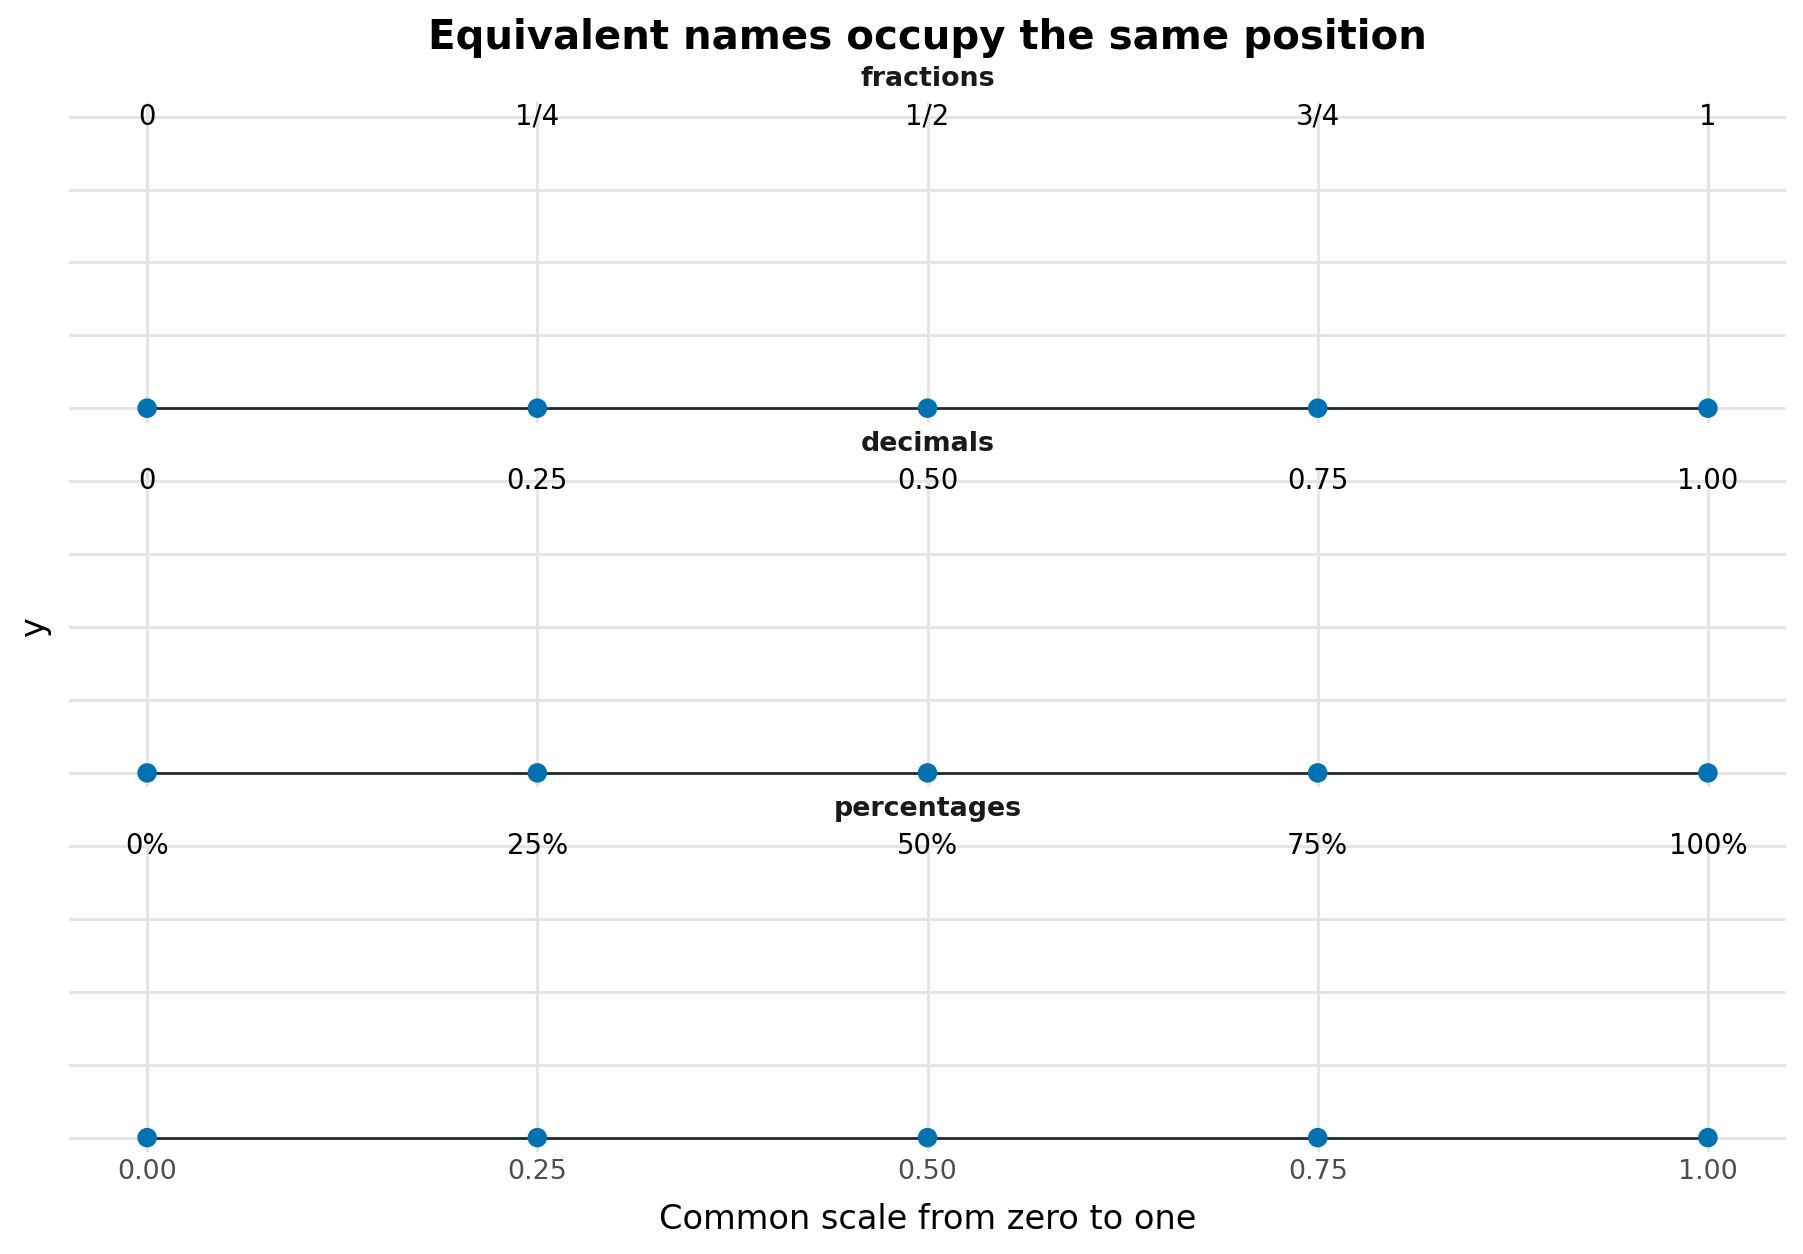 Equivalent names occupy the same position
fractions
0 1/4 1/2 3/4 1
decimals
0 0.25 0.50 0.75 1.00
y
percentages
0% 25% 50% 75% 100%
0.00 0.25 0.50 0.75 1.00
Common scale from zero to one